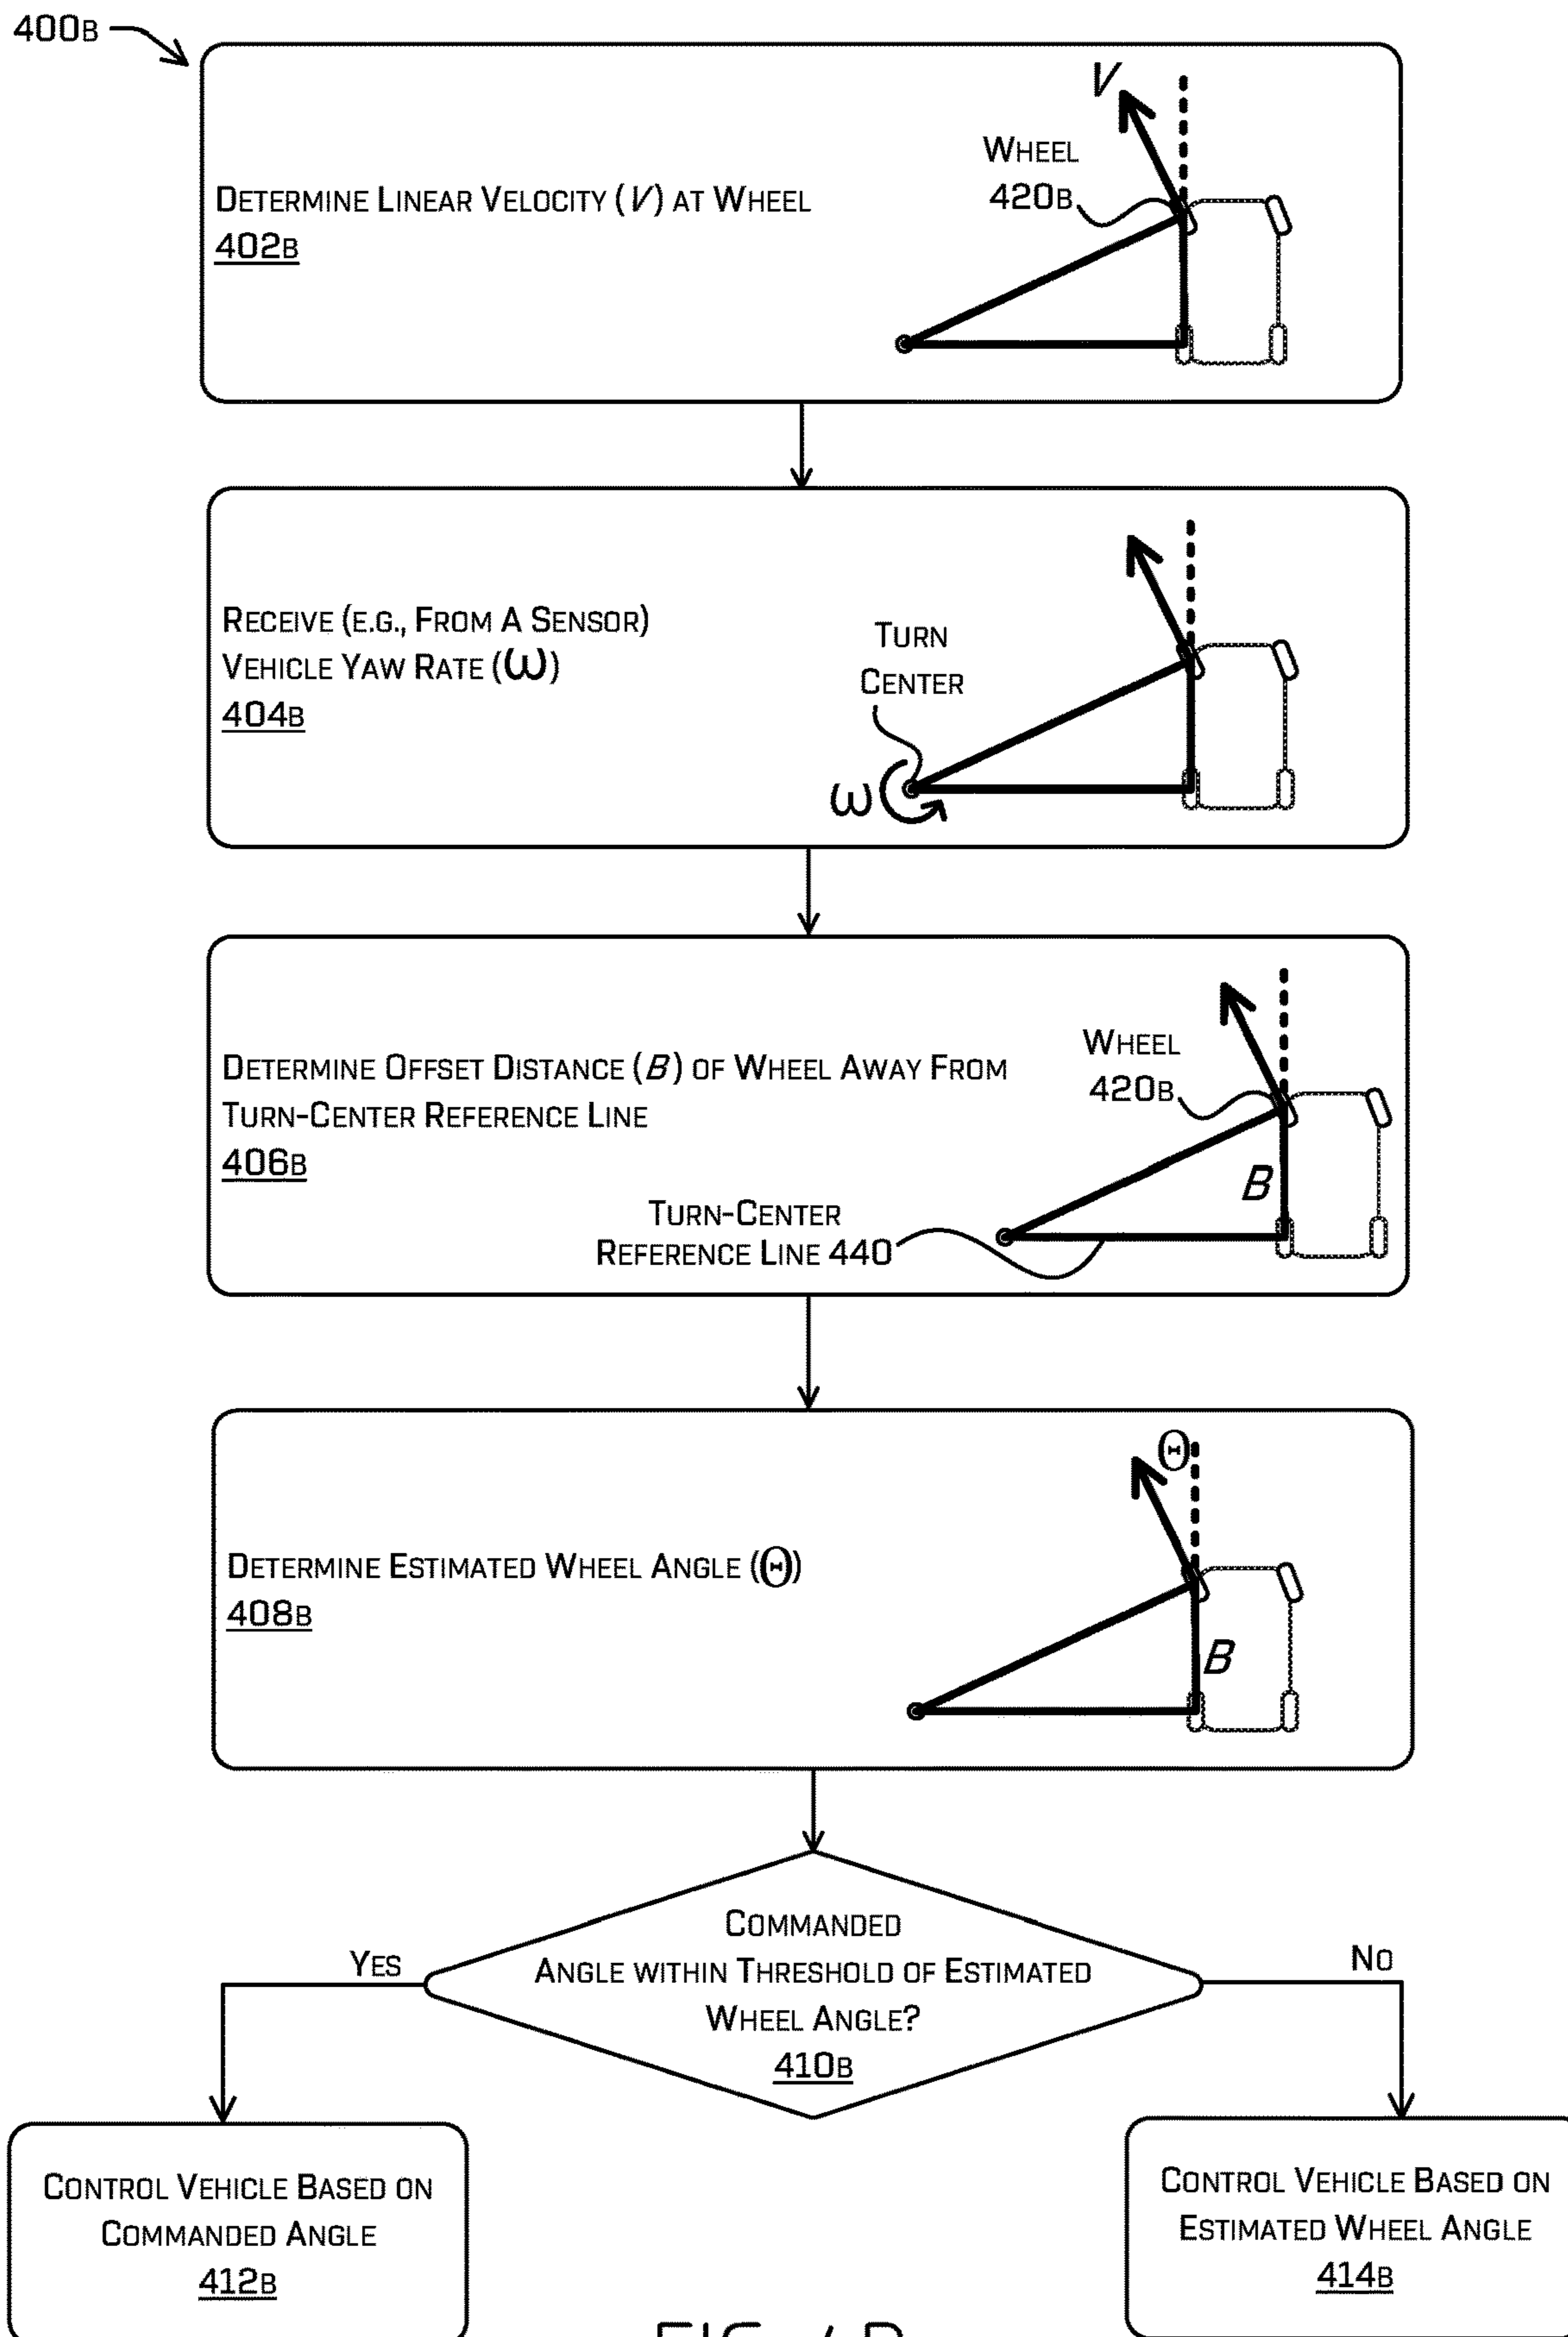 400B
V
WHEEL
420B
DETERMINE LINEAR VELOCITY (V) AT WHEEL
402B
RECEIVE (E.G., FROM A SENSOR)
VEHICLE YAW RATE (ω)
404B
TURN
CENTER
ω
DETERMINE OFFSET DISTANCE (B) OF WHEEL AWAY FROM
TURN-CENTER REFERENCE LINE
406B
WHEEL
420B
B
TURN-CENTER
REFERENCE LINE 440
Θ
DETERMINE ESTIMATED WHEEL ANGLE (Θ)
408B
B
COMMANDED
ANGLE WITHIN THRESHOLD OF ESTIMATED
WHEEL ANGLE?
410B
YES
NO
CONTROL VEHICLE BASED ON
COMMANDED ANGLE
412B
CONTROL VEHICLE BASED ON
ESTIMATED WHEEL ANGLE
414B